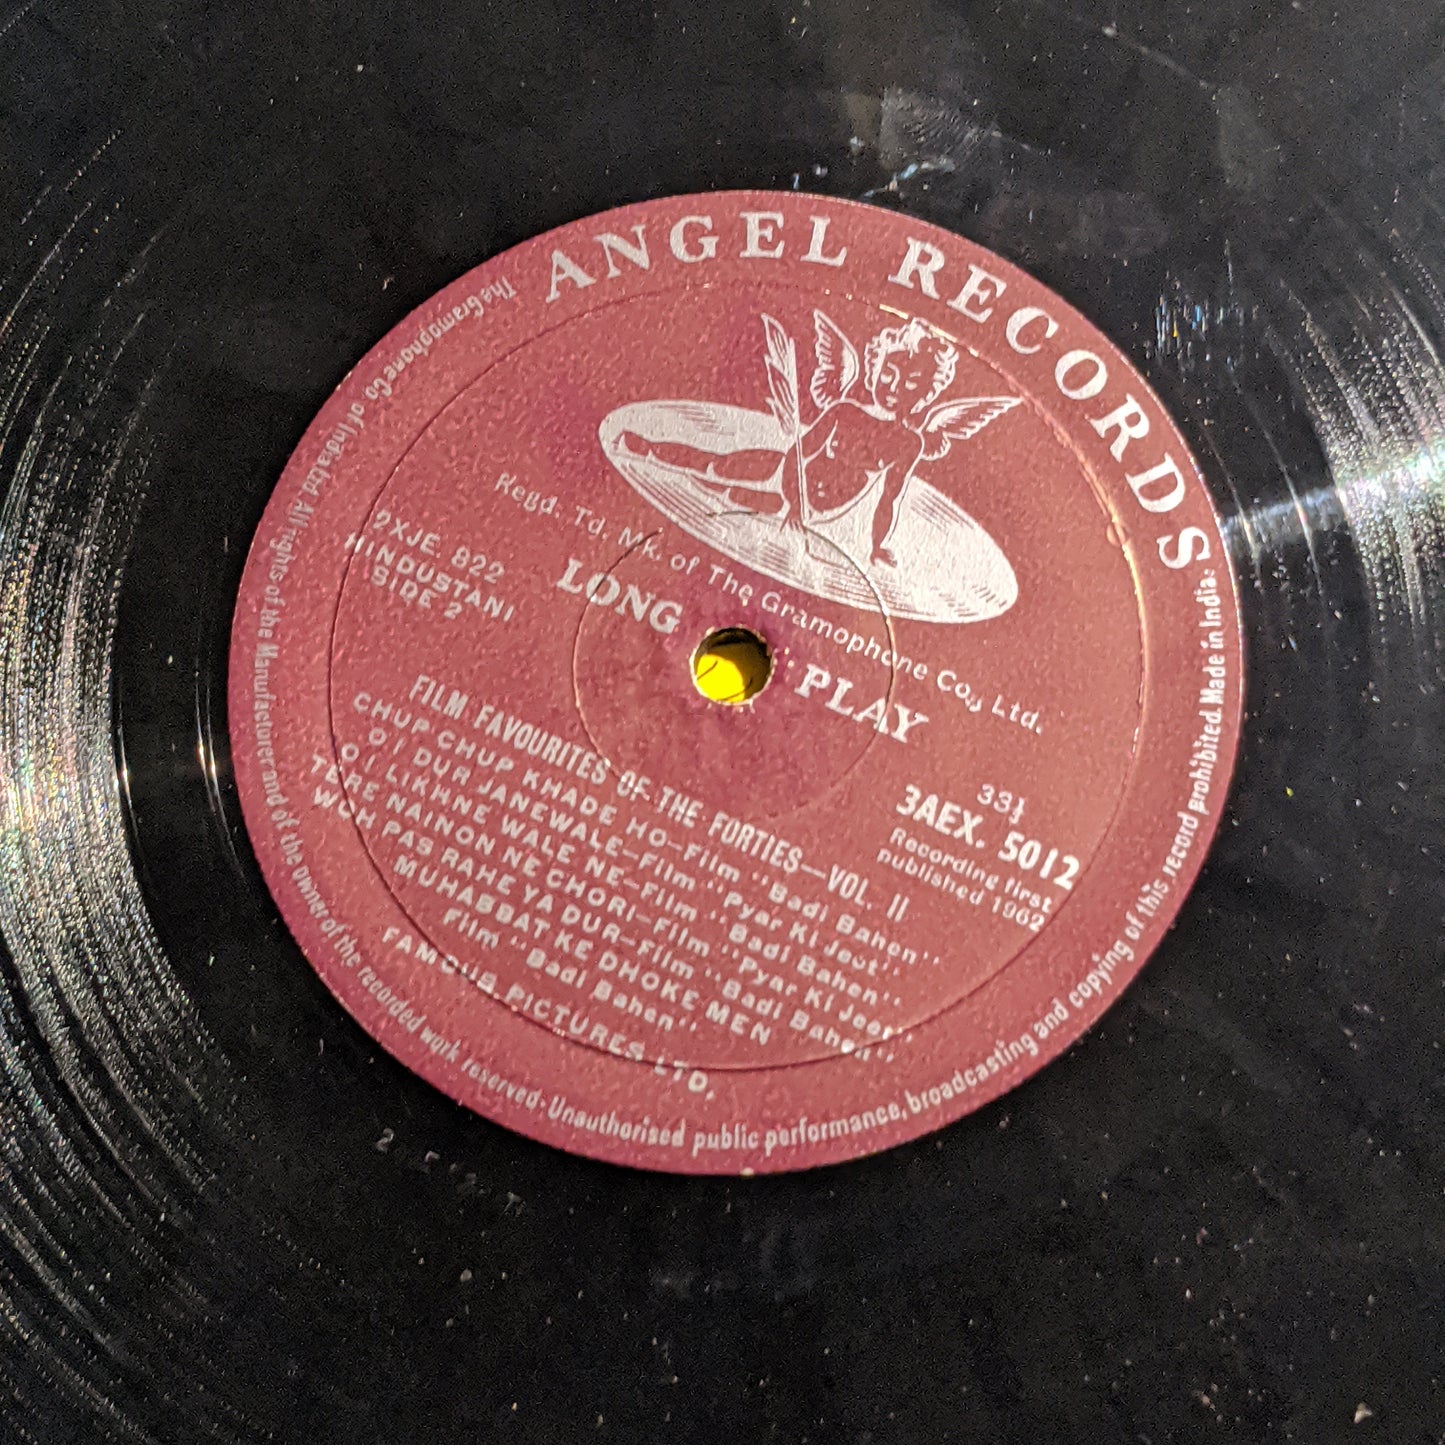 ANGEL RECORDS
Regd. Td. Mk. of The Gramophone Co., Ltd.
LONG PLAY
2XJE. 822
HINDUSTANI
SIDE 2
33⅓
3AEX. 5012
Recording first
published 1962
FILM FAVOURITES OF THE FORTIES—VOL. II
CHUP CHUP KHADE HO—Film "Badi Bahen"
O! DUR JANEWALE—Film "Pyar Ki Jeet"
O! LIKHNE WALE NE—Film "Badi Bahen"
TERE NAINON NE CHORI—Film "Pyar Ki Jeet"
WOH PAS RAHE YA DUR—Film "Badi Bahen"
MUHABBAT KE DHOKE MEN
Film "Badi Bahen"
FAMOUS PICTURES LTD.
The Gramophone Co. of India Ltd. All rights of the Manufacturer and of the Owner of the recorded work reserved. Unauthorised public performance, broadcasting and copying of this record prohibited. Made in India.